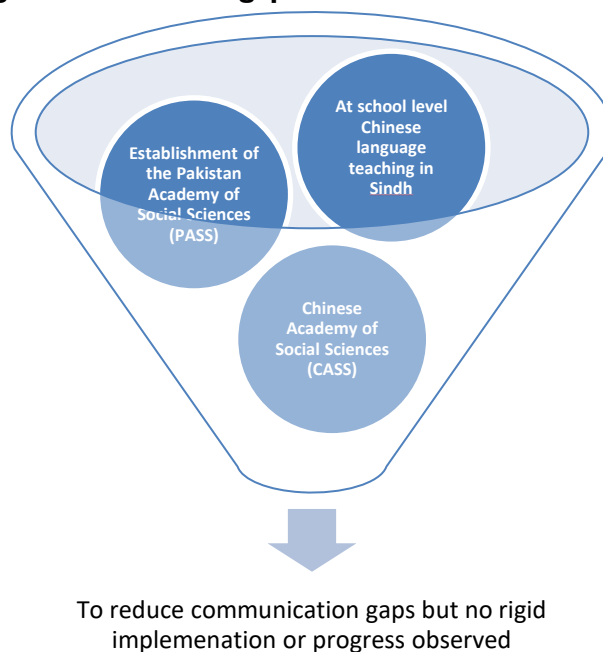 Establishment of
the Pakistan
Academy of
Social Sciences
(PASS)
At school level
Chinese
language
teaching in
Sindh
Chinese
Academy of
Social Sciences
(CASS)
To reduce communication gaps but no rigid
implemenation or progress observed